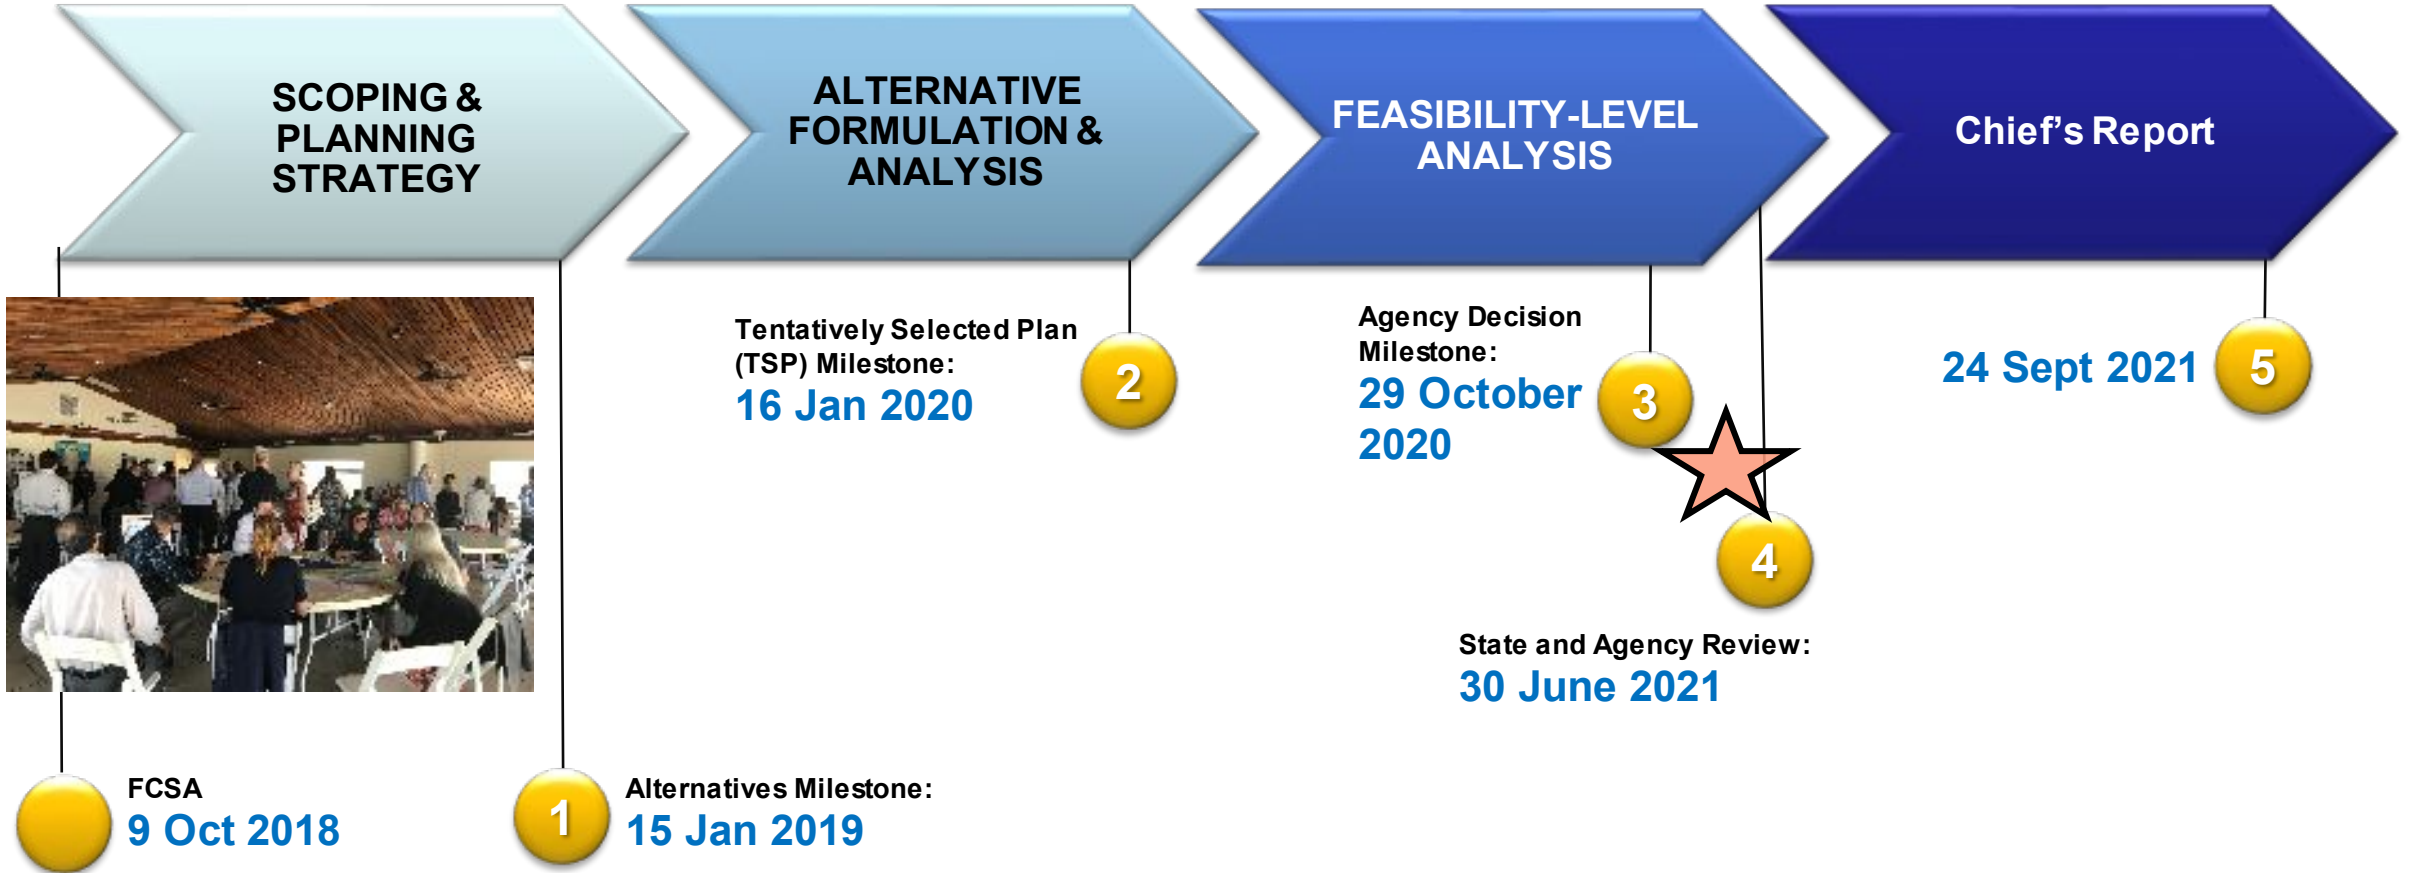 SCOPING &
PLANNING
STRATEGY
ALTERNATIVE
FORMULATION &
ANALYSIS
FEASIBILITY-LEVEL
ANALYSIS
Chief's Report
Tentatively Selected Plan
(TSP) Milestone:
16 Jan 2020
2
Agency Decision
Milestone:
29 October
2020
3
24 Sept 2021
5
4
State and Agency Review:
30 June 2021
FCSA
9 Oct 2018
1
Alternatives Milestone:
15 Jan 2019